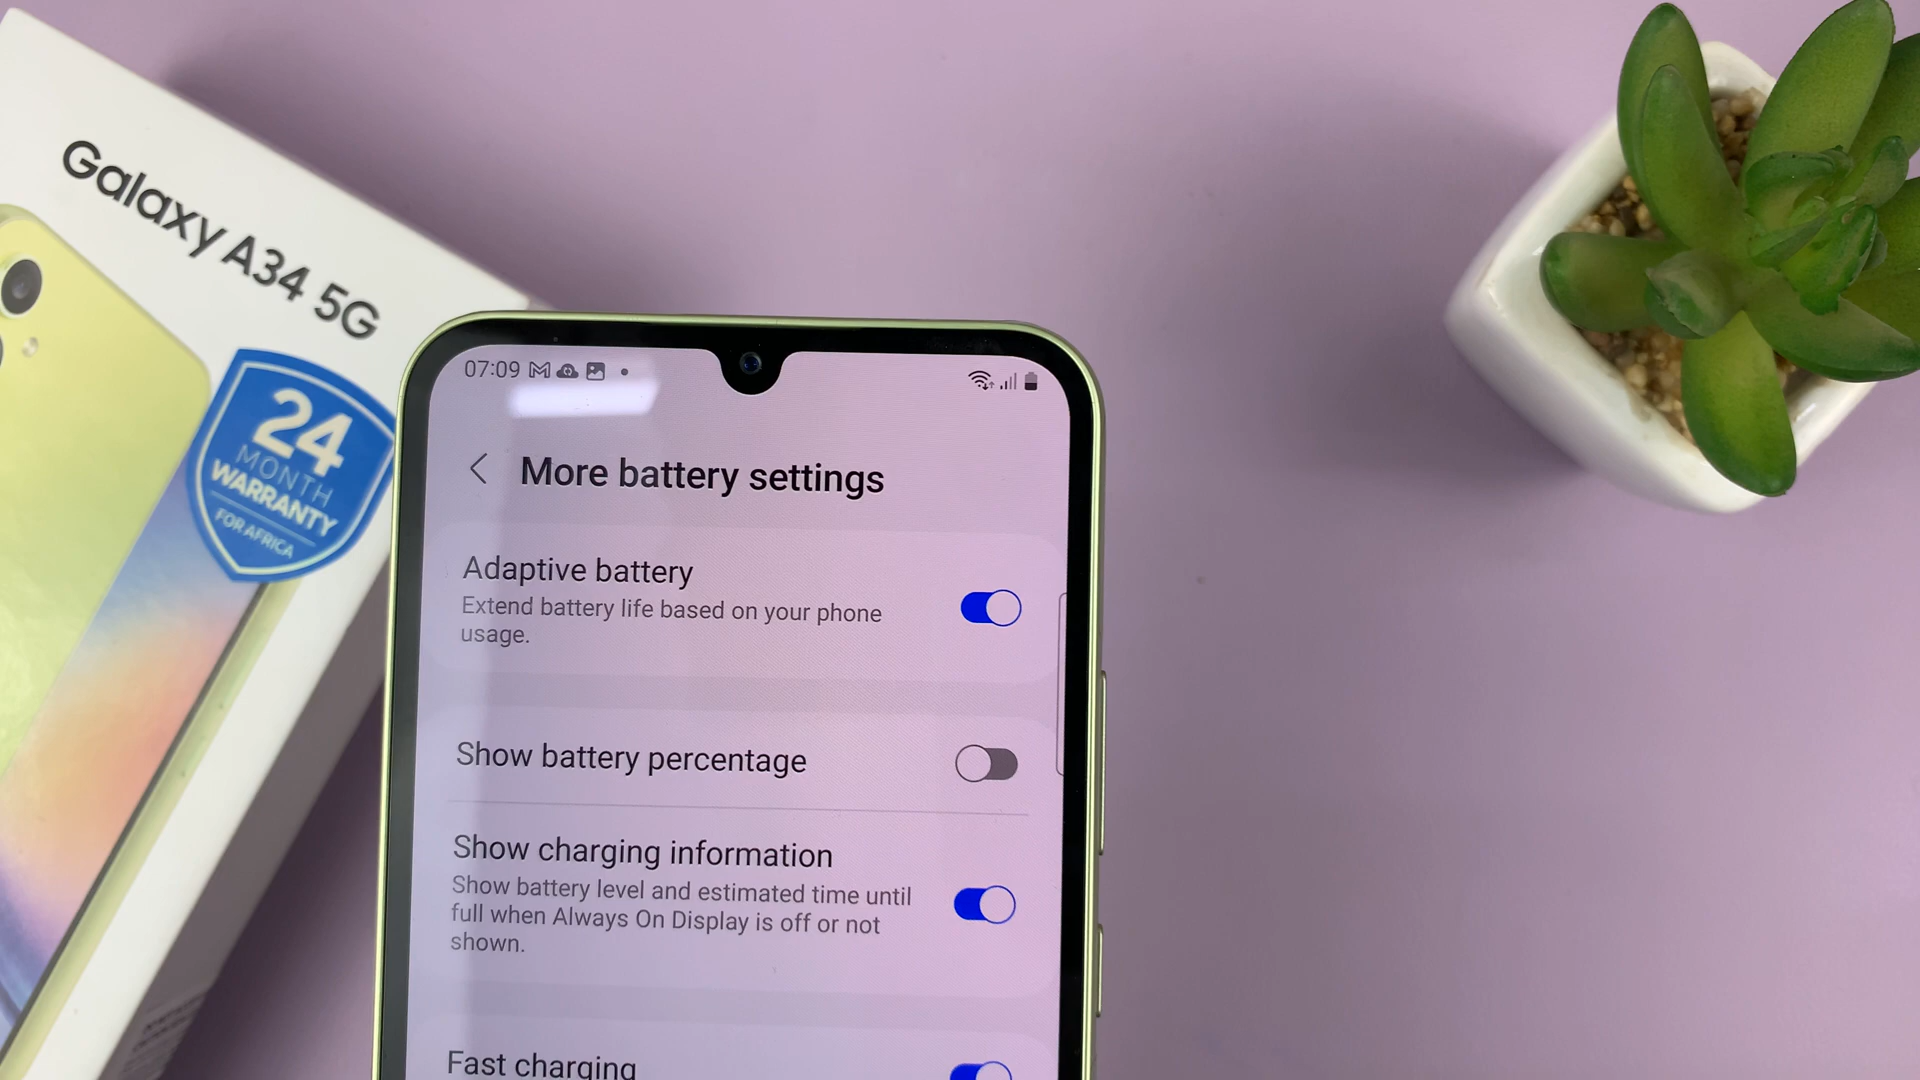 Galaxy A34 5G
24
MONTH
WARRANTY
FOR AFRICA
07:09
More battery settings
Adaptive battery
Extend battery life based on your phone
usage.
Show battery percentage
Show charging information
Show battery level and estimated time until
full when Always On Display is off or not
shown.
Fast charging